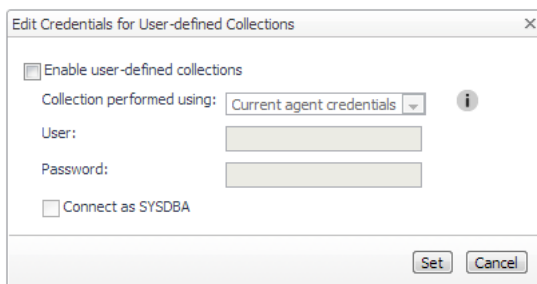 Edit Credentials for User-defined Collections
Enable user-defined collections
Collection performed using: Current agent credentials
User:
Password:
Connect as SYSDBA
Set Cancel